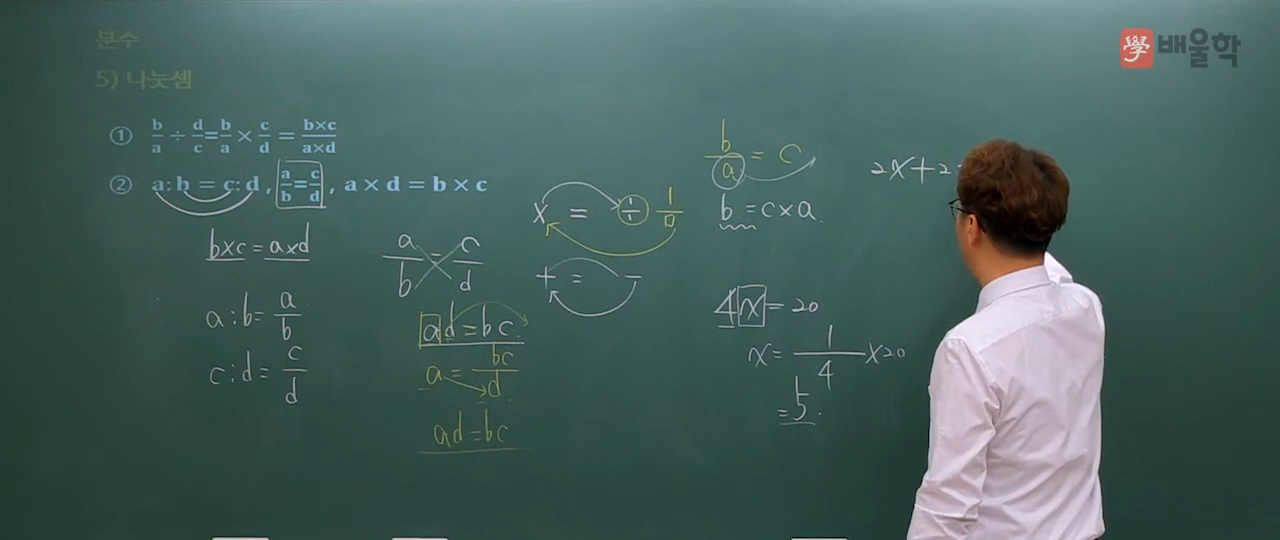 분수
學 배울학
5) 나눗셈
① b/a ÷ d/c = b/a × c/d = b×c/a×d
② a:b = c:d , a/b = c/d , a × d = b × c
b×c = a×d
a:b = a/b
c:d = c/d
a/b = c/d
ad = bc
a = bc/d
ad = bc
× = ÷ 1/□
+ = −
b/a = c
b = c×a
4x = 20
x = 1/4 ×20
= 5
2x+2